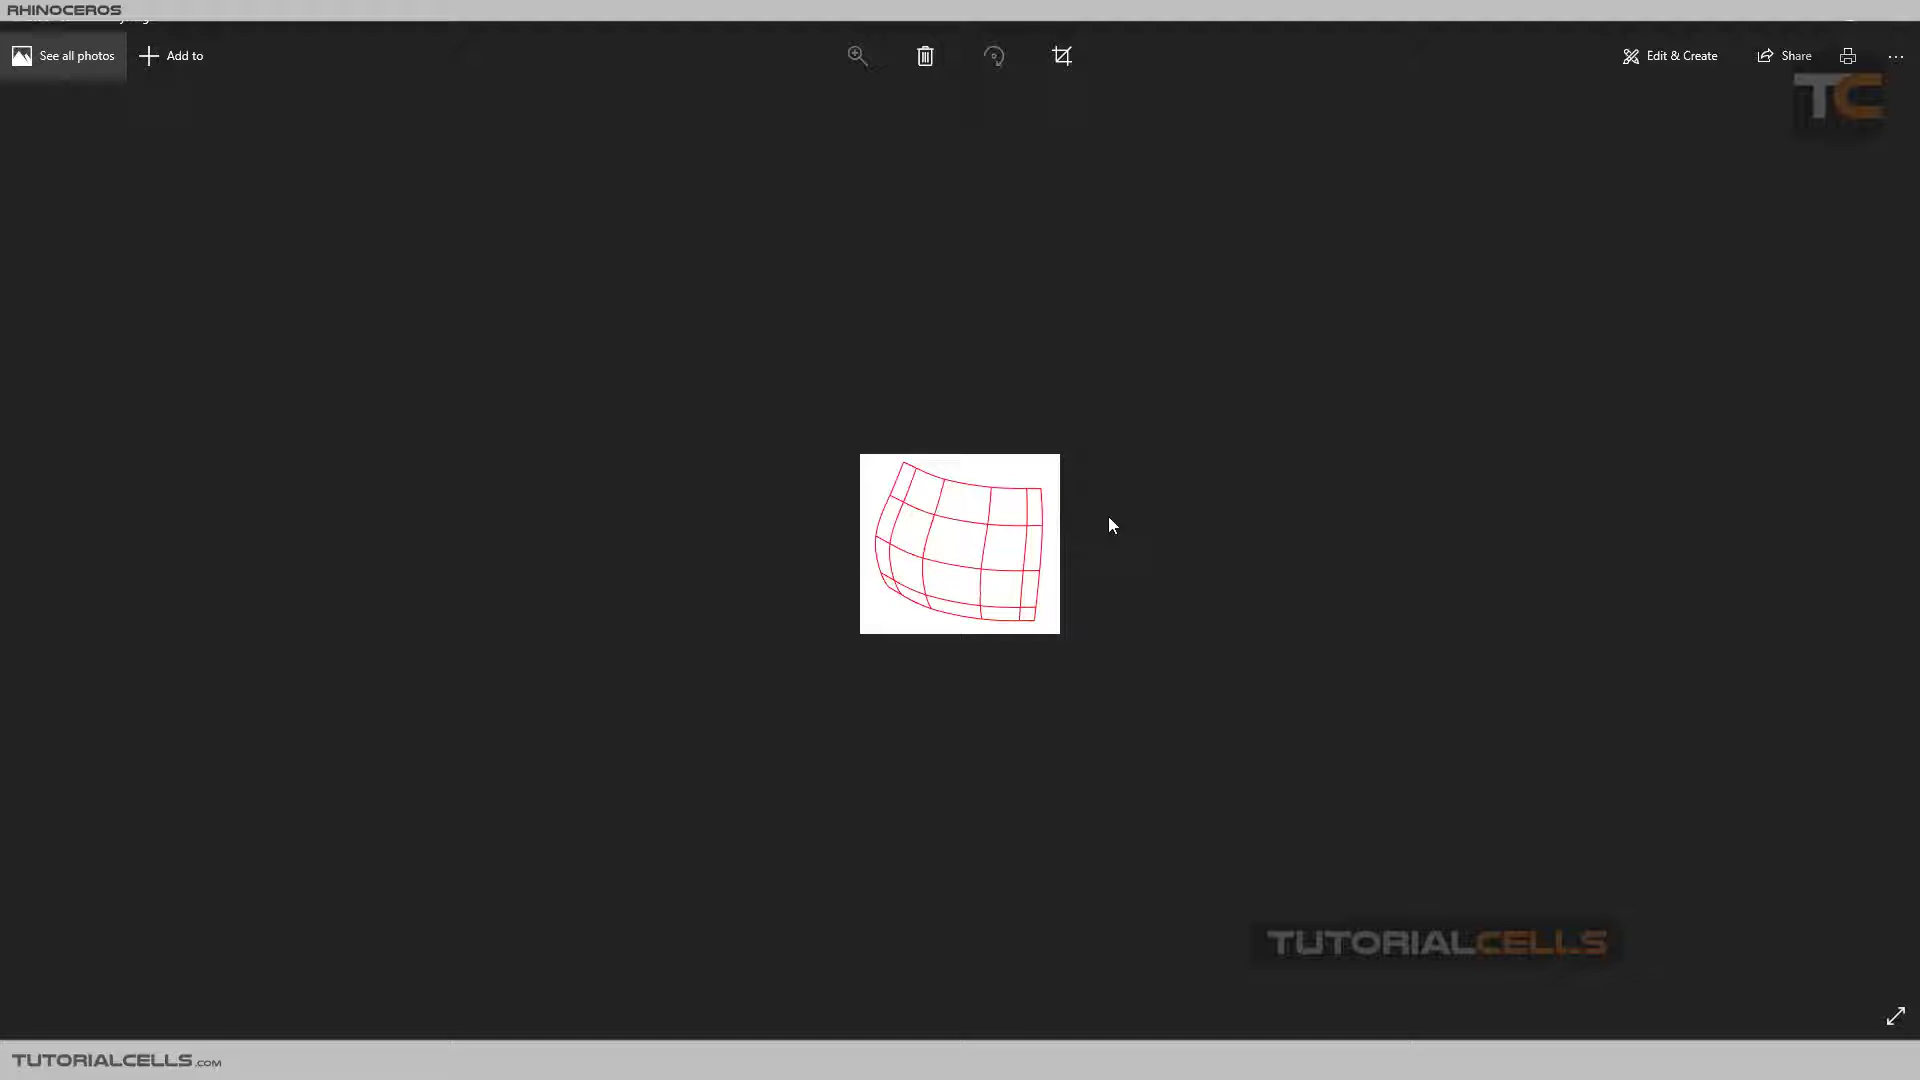 RHINOCEROS
See all photos
Add to
Edit & Create
Share
TC
TUTORIALCELLS
TUTORIALCELLS.COM